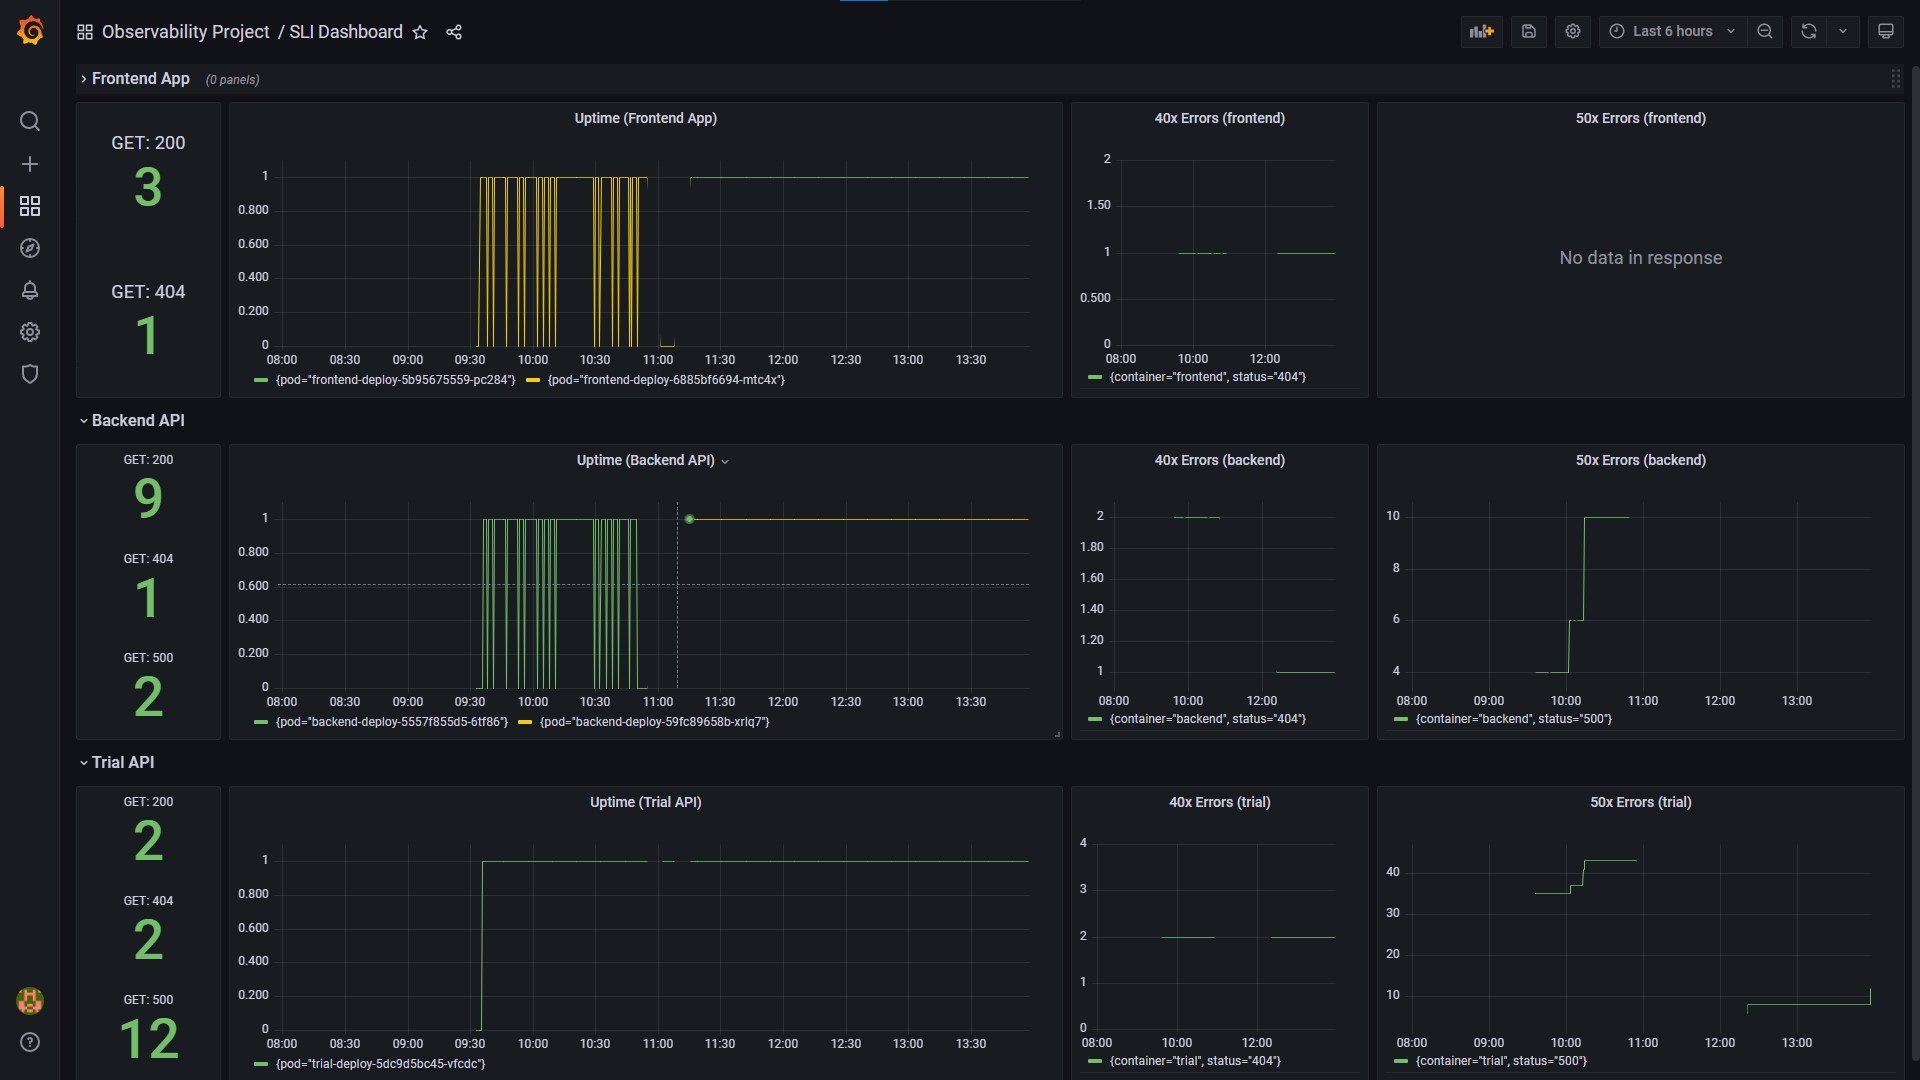 Observability Project / SLI Dashboard
Last 6 hours
Frontend App (0 panels)
GET: 200
3
GET: 404
1
Uptime (Frontend App)
1
0.800
0.600
0.400
0.200
0
08:00 08:30 09:00 09:30 10:00 10:30 11:00 11:30 12:00 12:30 13:00 13:30
{pod="frontend-deploy-5b95675559-pc284"} {pod="frontend-deploy-6885bf6694-mtc4x"}
40x Errors (frontend)
2
1.50
1
0.500
0
08:00 10:00 12:00
{container="frontend", status="404"}
50x Errors (frontend)
No data in response
Backend API
GET: 200
9
GET: 404
1
GET: 500
2
Uptime (Backend API)
1
0.800
0.600
0.400
0.200
0
08:00 08:30 09:00 09:30 10:00 10:30 11:00 11:30 12:00 12:30 13:00 13:30
{pod="backend-deploy-5557f855d5-6tf86"} {pod="backend-deploy-59fc89658b-xrlq7"}
40x Errors (backend)
2
1.80
1.60
1.40
1.20
1
08:00 10:00 12:00
{container="backend", status="404"}
50x Errors (backend)
10
8
6
4
08:00 09:00 10:00 11:00 12:00 13:00
{container="backend", status="500"}
Trial API
GET: 200
2
GET: 404
2
GET: 500
12
Uptime (Trial API)
1
0.800
0.600
0.400
0.200
0
08:00 08:30 09:00 09:30 10:00 10:30 11:00 11:30 12:00 12:30 13:00 13:30
{pod="trial-deploy-5dc9d5bc45-vfcdc"}
40x Errors (trial)
4
3
2
1
0
08:00 10:00 12:00
{container="trial", status="404"}
50x Errors (trial)
40
30
20
10
08:00 09:00 10:00 11:00 12:00 13:00
{container="trial", status="500"}